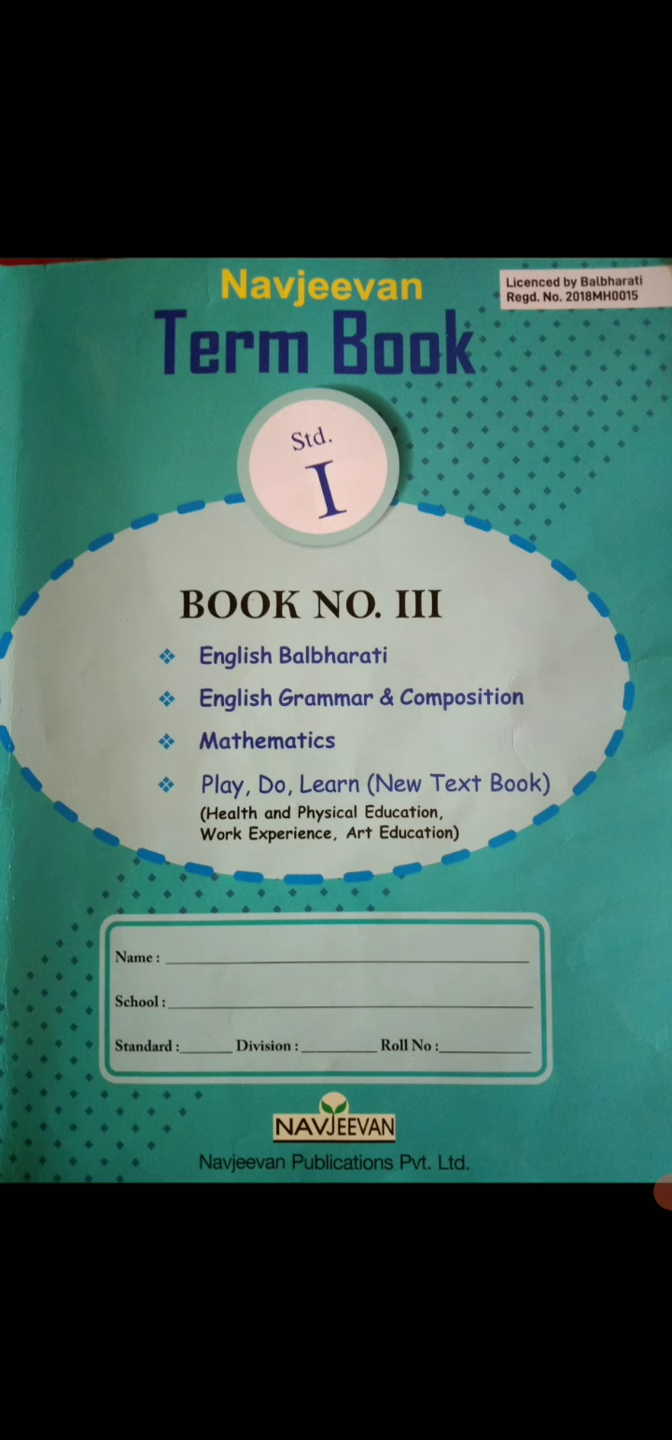 Navjeevan
Licenced by Balbharati
Regd. No. 2018MH0015
Term Book
Std.
I
BOOK NO. III
❖ English Balbharati
❖ English Grammar & Composition
❖ Mathematics
❖ Play, Do, Learn (New Text Book)
(Health and Physical Education,
Work Experience, Art Education)
Name :
School :
Standard : Division : Roll No :
NAVJEEVAN
Navjeevan Publications Pvt. Ltd.